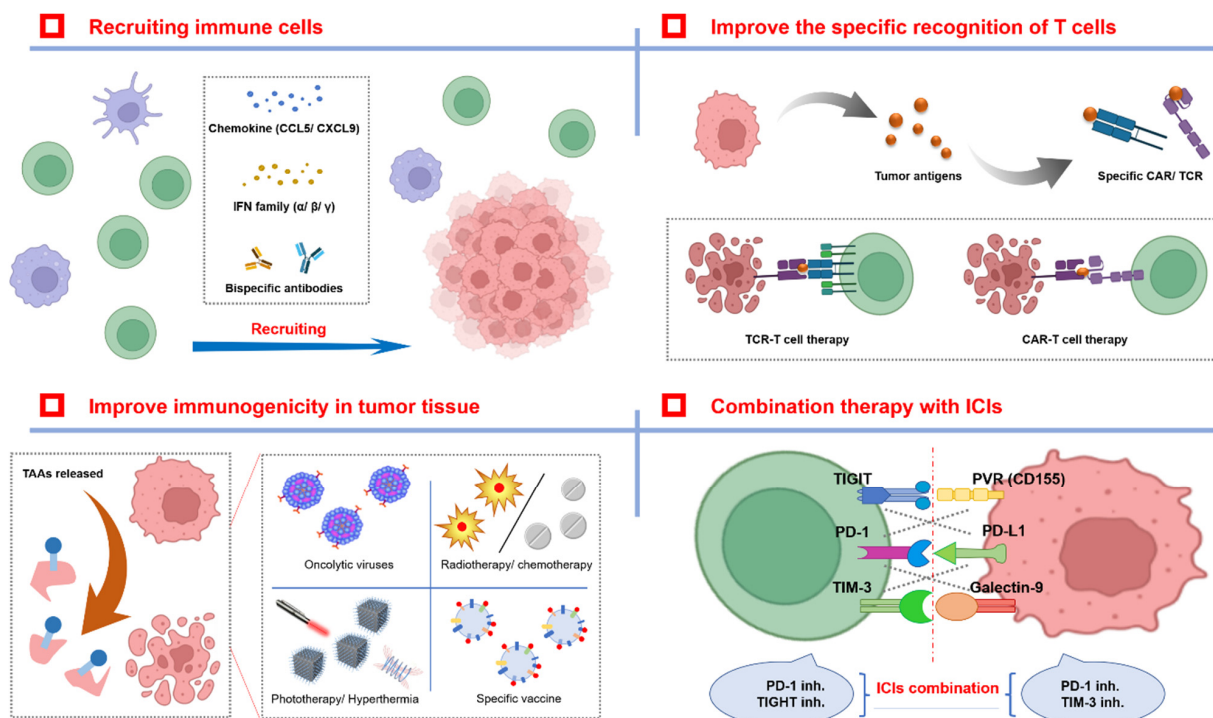 Recruiting immune cells
Chemokine (CCL5/ CXCL9)
IFN family (α/ β/ γ)
Bispecific antibodies
Recruiting
Improve the specific recognition of T cells
Tumor antigens
Specific CAR/ TCR
TCR-T cell therapy
CAR-T cell therapy
Improve immunogenicity in tumor tissue
TAAs released
Oncolytic viruses
Radiotherapy/ chemotherapy
Phototherapy/ Hyperthermia
Specific vaccine
Combination therapy with ICIs
TIGIT
PVR (CD155)
PD-1
PD-L1
TIM-3
Galectin-9
PD-1 inh.
TIGHT inh.
ICIs combination
PD-1 inh.
TIM-3 inh.